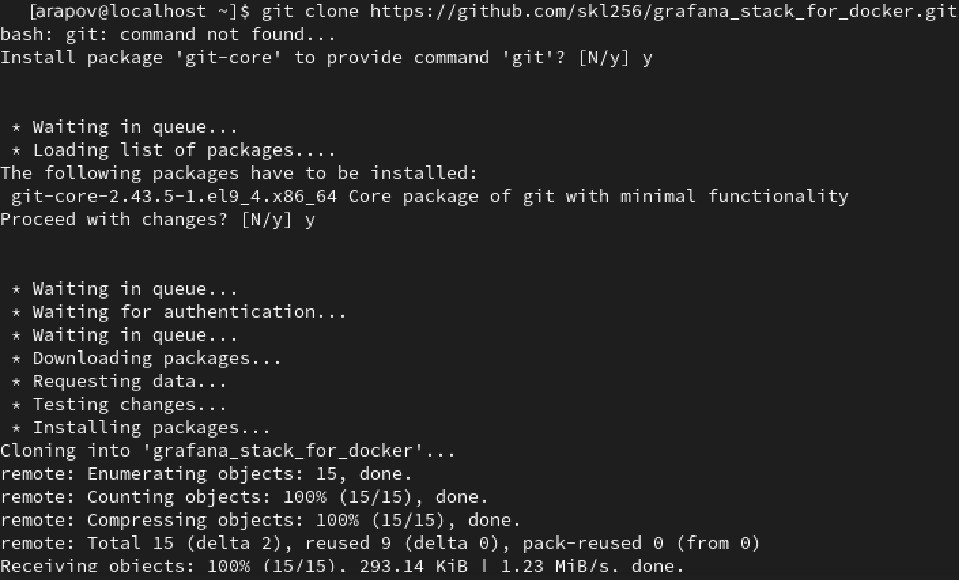 [arapov@localhost ~]$ git clone https://github.com/skl256/grafana_stack_for_docker.git
bash: git: command not found...
Install package 'git-core' to provide command 'git'? [N/y] y
* Waiting in queue...
* Loading list of packages....
The following packages have to be installed:
git-core-2.43.5-1.el9_4.x86_64 Core package of git with minimal functionality
Proceed with changes? [N/y] y
* Waiting in queue...
* Waiting for authentication...
* Waiting in queue...
* Downloading packages...
* Requesting data...
* Testing changes...
* Installing packages...
Cloning into 'grafana_stack_for_docker'...
remote: Enumerating objects: 15, done.
remote: Counting objects: 100% (15/15), done.
remote: Compressing objects: 100% (15/15), done.
remote: Total 15 (delta 2), reused 9 (delta 0), pack-reused 0 (from 0)
Receiving objects: 100% (15/15), 293.14 KiB | 1.23 MiB/s, done.